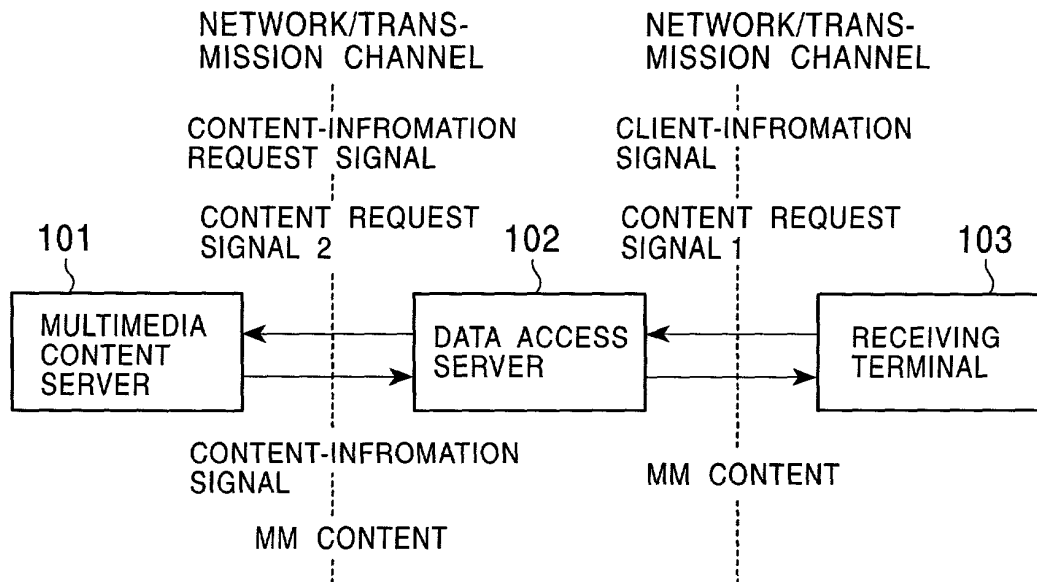 NETWORK/TRANS-
MISSION CHANNEL
NETWORK/TRANS-
MISSION CHANNEL
CONTENT-INFROMATION
REQUEST SIGNAL
CLIENT-INFROMATION
SIGNAL
CONTENT REQUEST
SIGNAL 2
CONTENT REQUEST
SIGNAL 1
101
102
103
MULTIMEDIA
CONTENT
SERVER
DATA ACCESS
SERVER
RECEIVING
TERMINAL
CONTENT-INFROMATION
SIGNAL
MM CONTENT
MM CONTENT